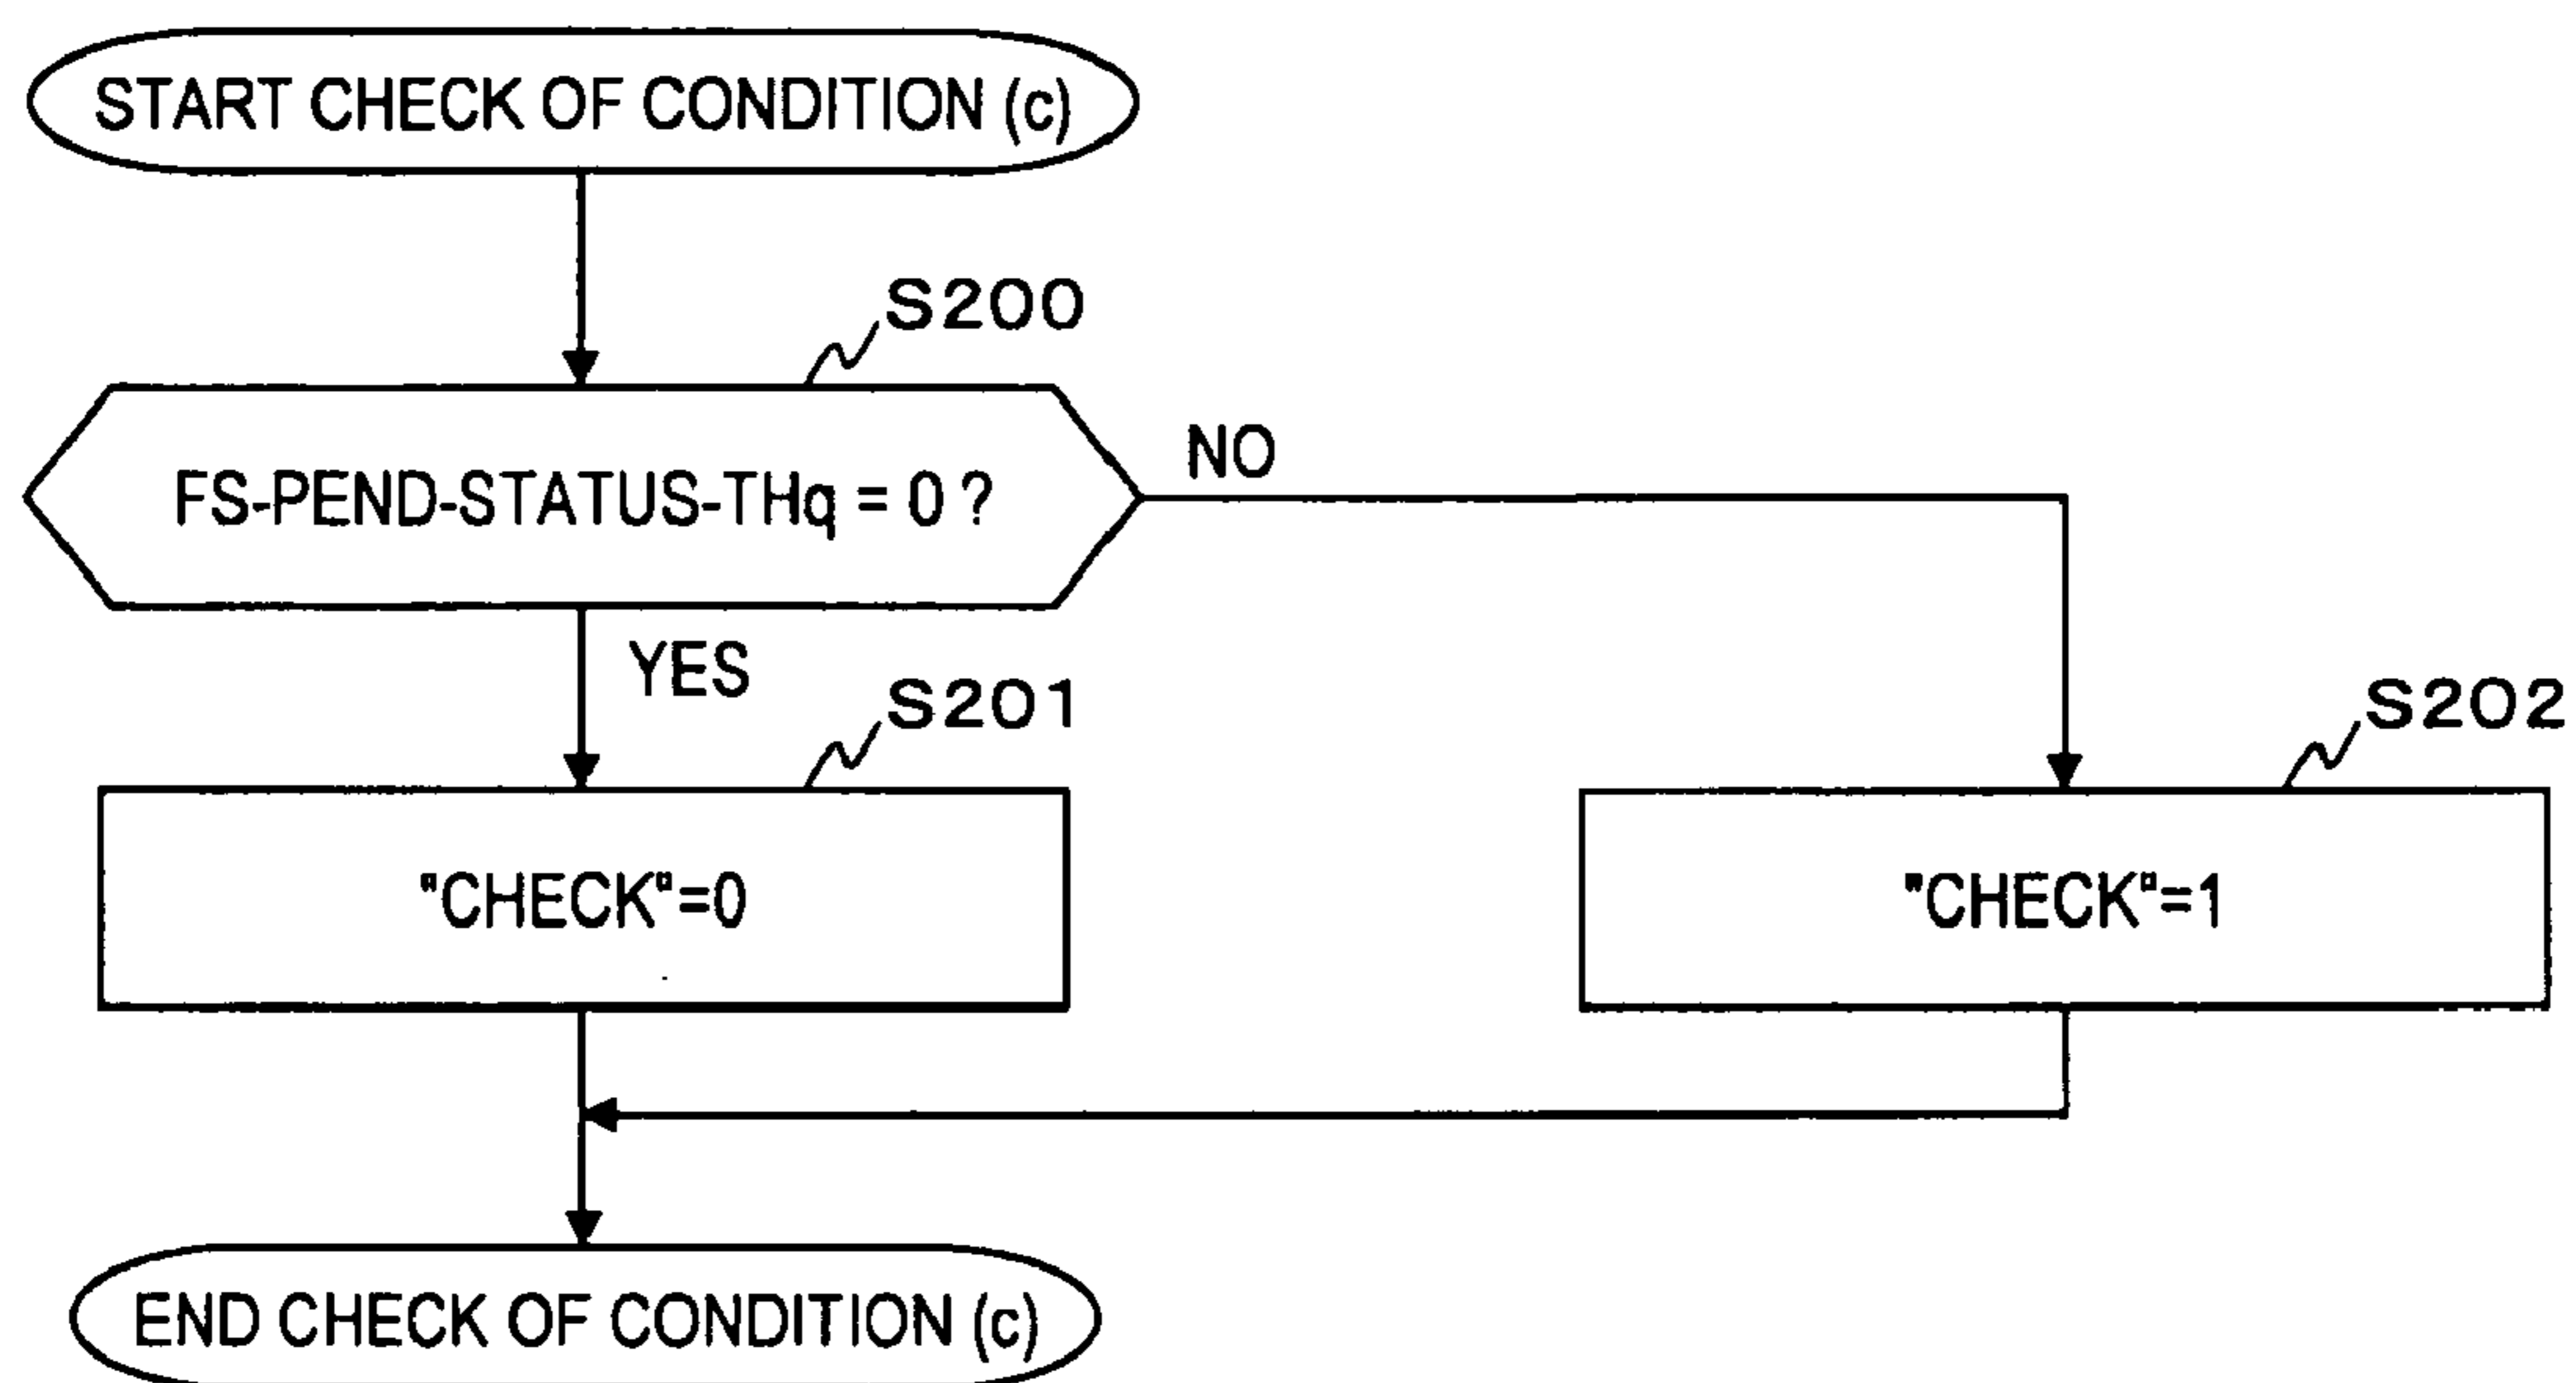 START CHECK OF CONDITION (c)
S200
FS-PEND-STATUS-THq = 0 ?
NO
YES
S201
S202
"CHECK"=0
"CHECK"=1
END CHECK OF CONDITION (c)